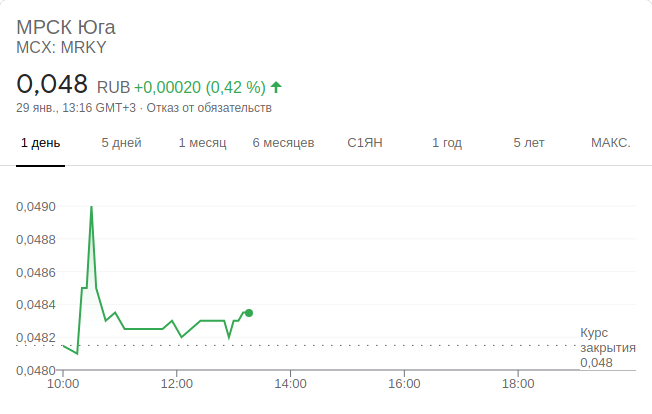 МРСК Юга
MCX: MRKY
0,048 RUB +0,00020 (0,42 %)
29 янв., 13:16 GMT+3 · Отказ от обязательств
1 день 5 дней 1 месяц 6 месяцев С1ЯН 1 год 5 лет МАКС.
0,0490
0,0488
0,0486
0,0484
0,0482
0,0480
Курс
закрытия
0,048
10:00 12:00 14:00 16:00 18:00